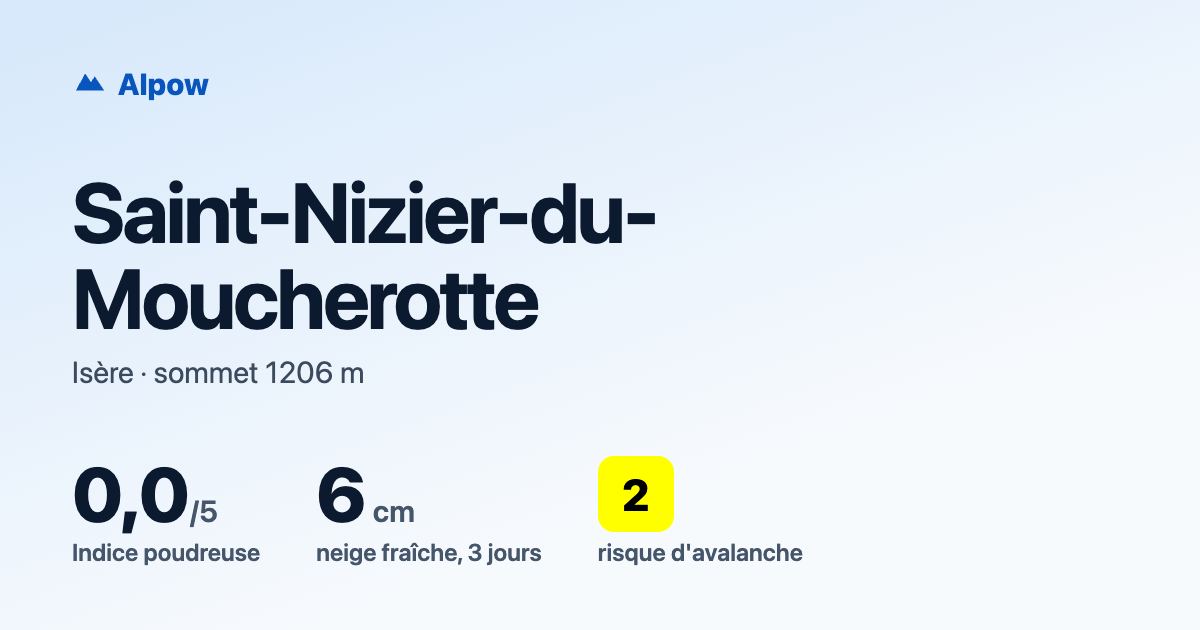 Alpow
Saint-Nizier-du-
Moucherotte
Isère · sommet 1206 m
0,0/5
Indice poudreuse
6 cm
neige fraîche, 3 jours
2
risque d'avalanche